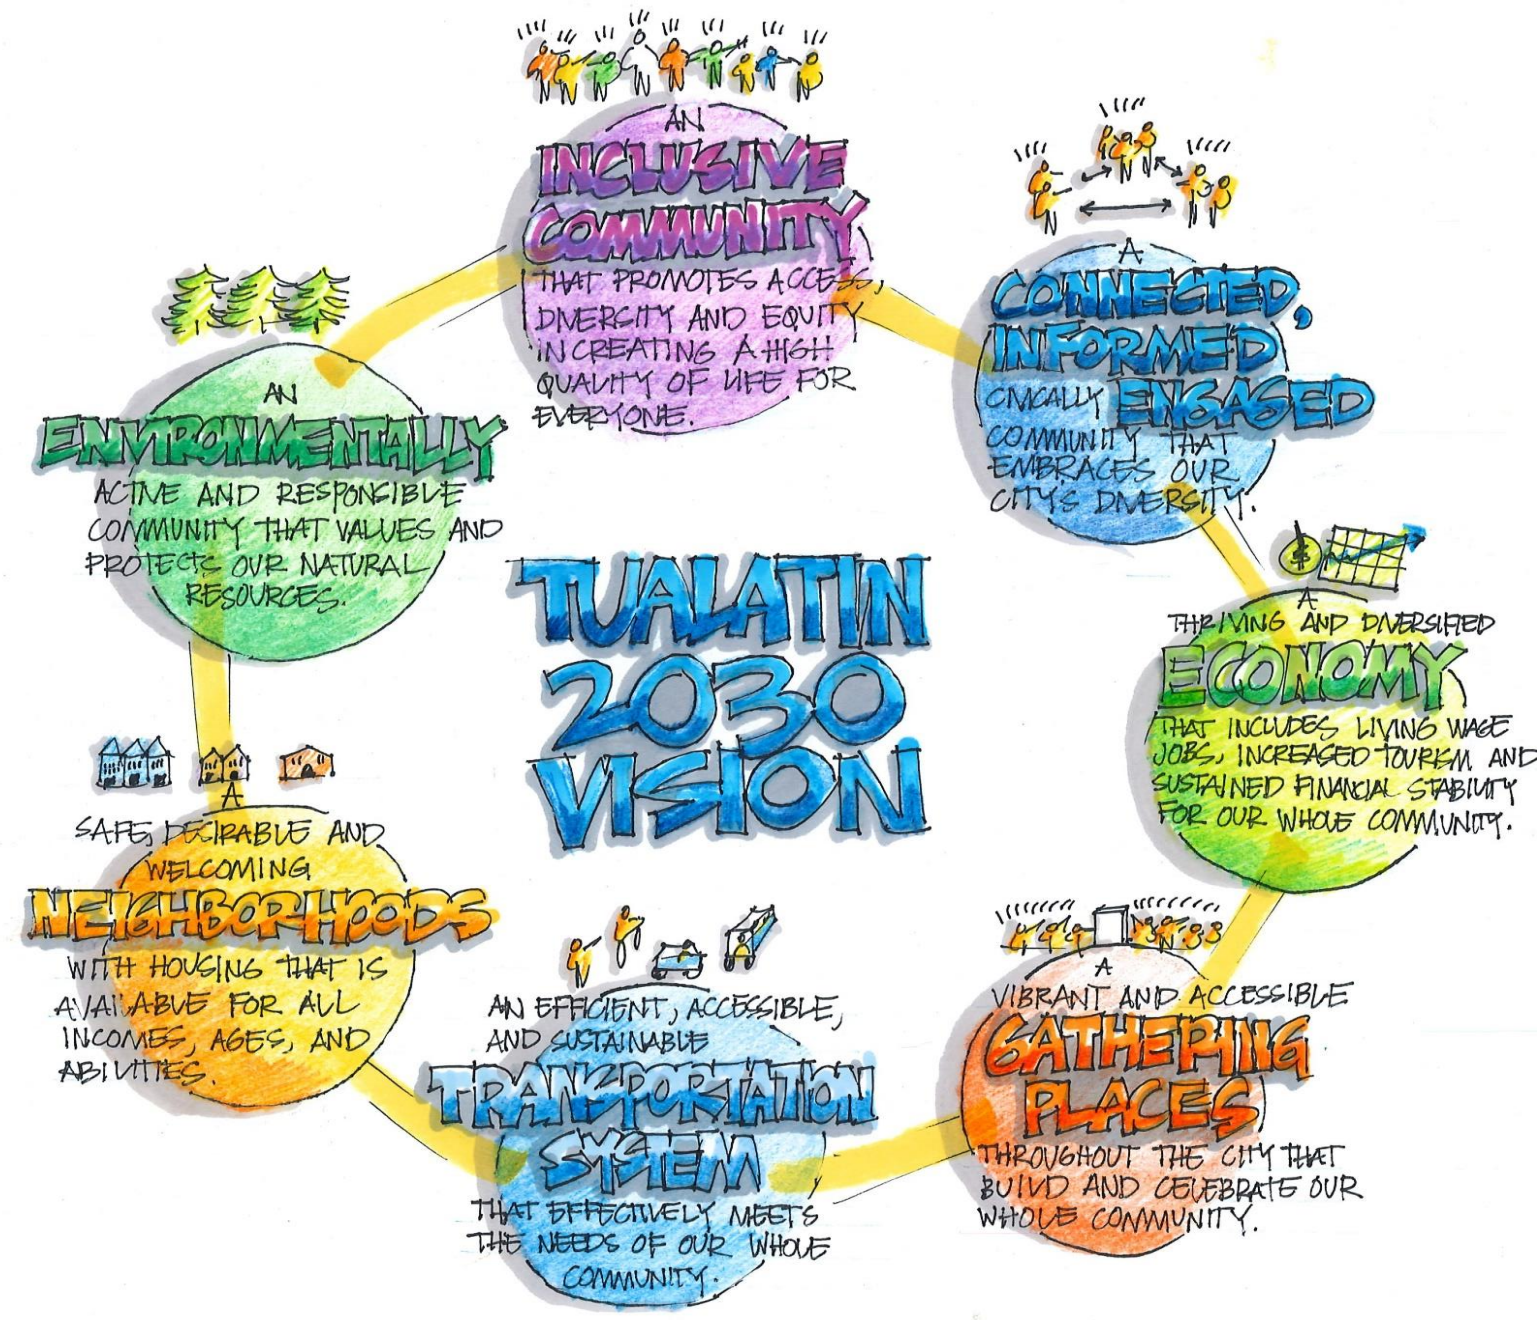 AN
INCLUSIVE
COMMUNITY
THAT PROMOTES ACCESS,
DIVERSITY AND EQUITY
IN CREATING A HIGH
QUALITY OF LIFE FOR
EVERYONE.
A
CONNECTED,
INFORMED
CIVICALLY ENGAGED
COMMUNITY THAT
EMBRACES OUR
CITY'S DIVERSITY.
A
THRIVING AND DIVERSIFIED
ECONOMY
THAT INCLUDES LIVING WAGE
JOBS, INCREASED TOURISM AND
SUSTAINED FINANCIAL STABILITY
FOR OUR WHOLE COMMUNITY.
A
VIBRANT AND ACCESSIBLE
GATHERING
PLACES
THROUGHOUT THE CITY THAT
BUILD AND CELEBRATE OUR
WHOLE COMMUNITY.
AN EFFICIENT, ACCESSIBLE,
AND SUSTAINABLE
TRANSPORTATION
SYSTEM
THAT EFFECTIVELY MEETS
THE NEEDS OF OUR WHOLE
COMMUNITY.
A
SAFE, DESIRABLE AND
WELCOMING
NEIGHBORHOODS
WITH HOUSING THAT IS
AVAILABLE FOR ALL
INCOMES, AGES, AND
ABILITIES.
AN
ENVIRONMENTALLY
ACTIVE AND RESPONSIBLE
COMMUNITY THAT VALUES AND
PROTECTS OUR NATURAL
RESOURCES.
TUALATIN
2030
VISION